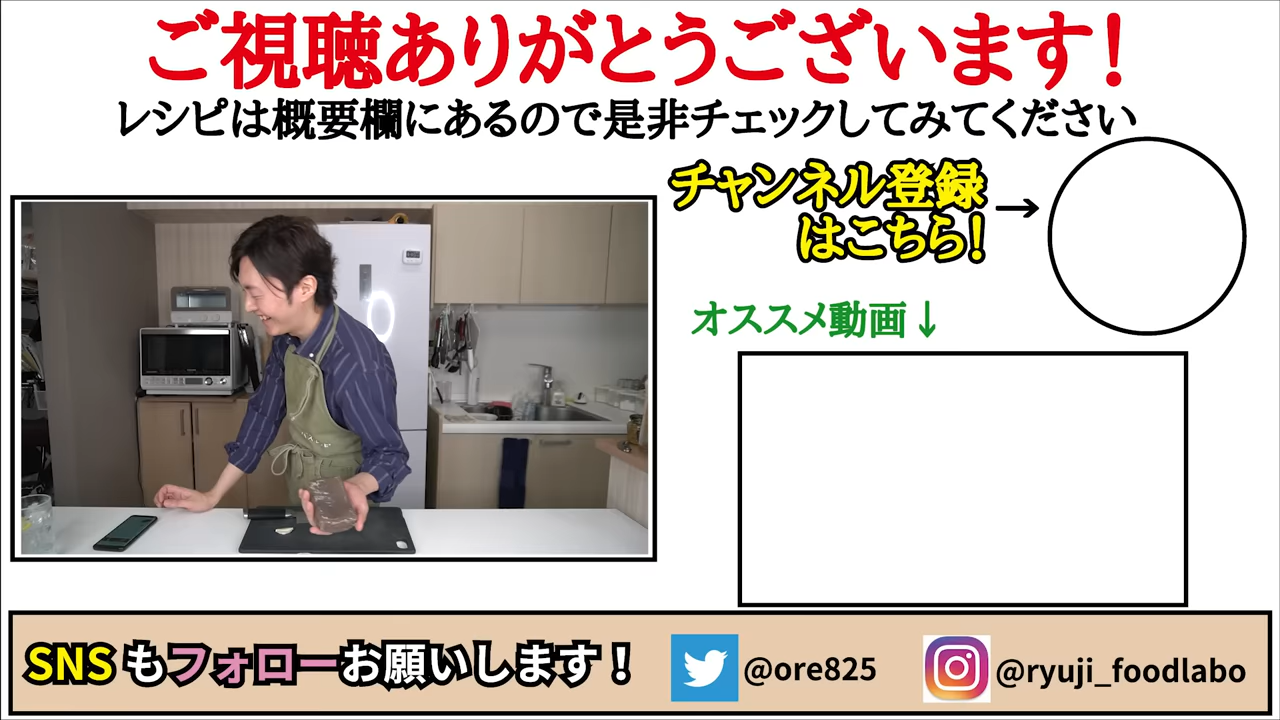 ご視聴ありがとうございます!
レシピは概要欄にあるので是非チェックしてみてください
チャンネル登録
はこちら!
→
オススメ動画↓
SNSもフォローお願いします!
@ore825
@ryuji_foodlabo